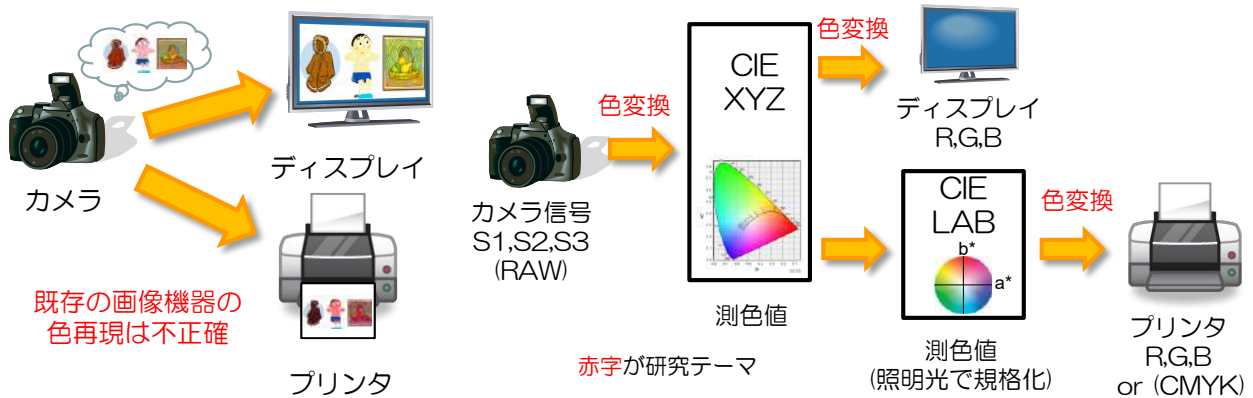 カメラ
ディスプレイ
既存の画像機器の
色再現は不正確
プリンタ
カメラ信号
S1,S2,S3
(RAW)
色変換
CIE
XYZ
測色値
赤字が研究テーマ
色変換
ディスプレイ
R,G,B
CIE
LAB
b*
a*
測色値
(照明光で規格化)
色変換
プリンタ
R,G,B
or (CMYK)